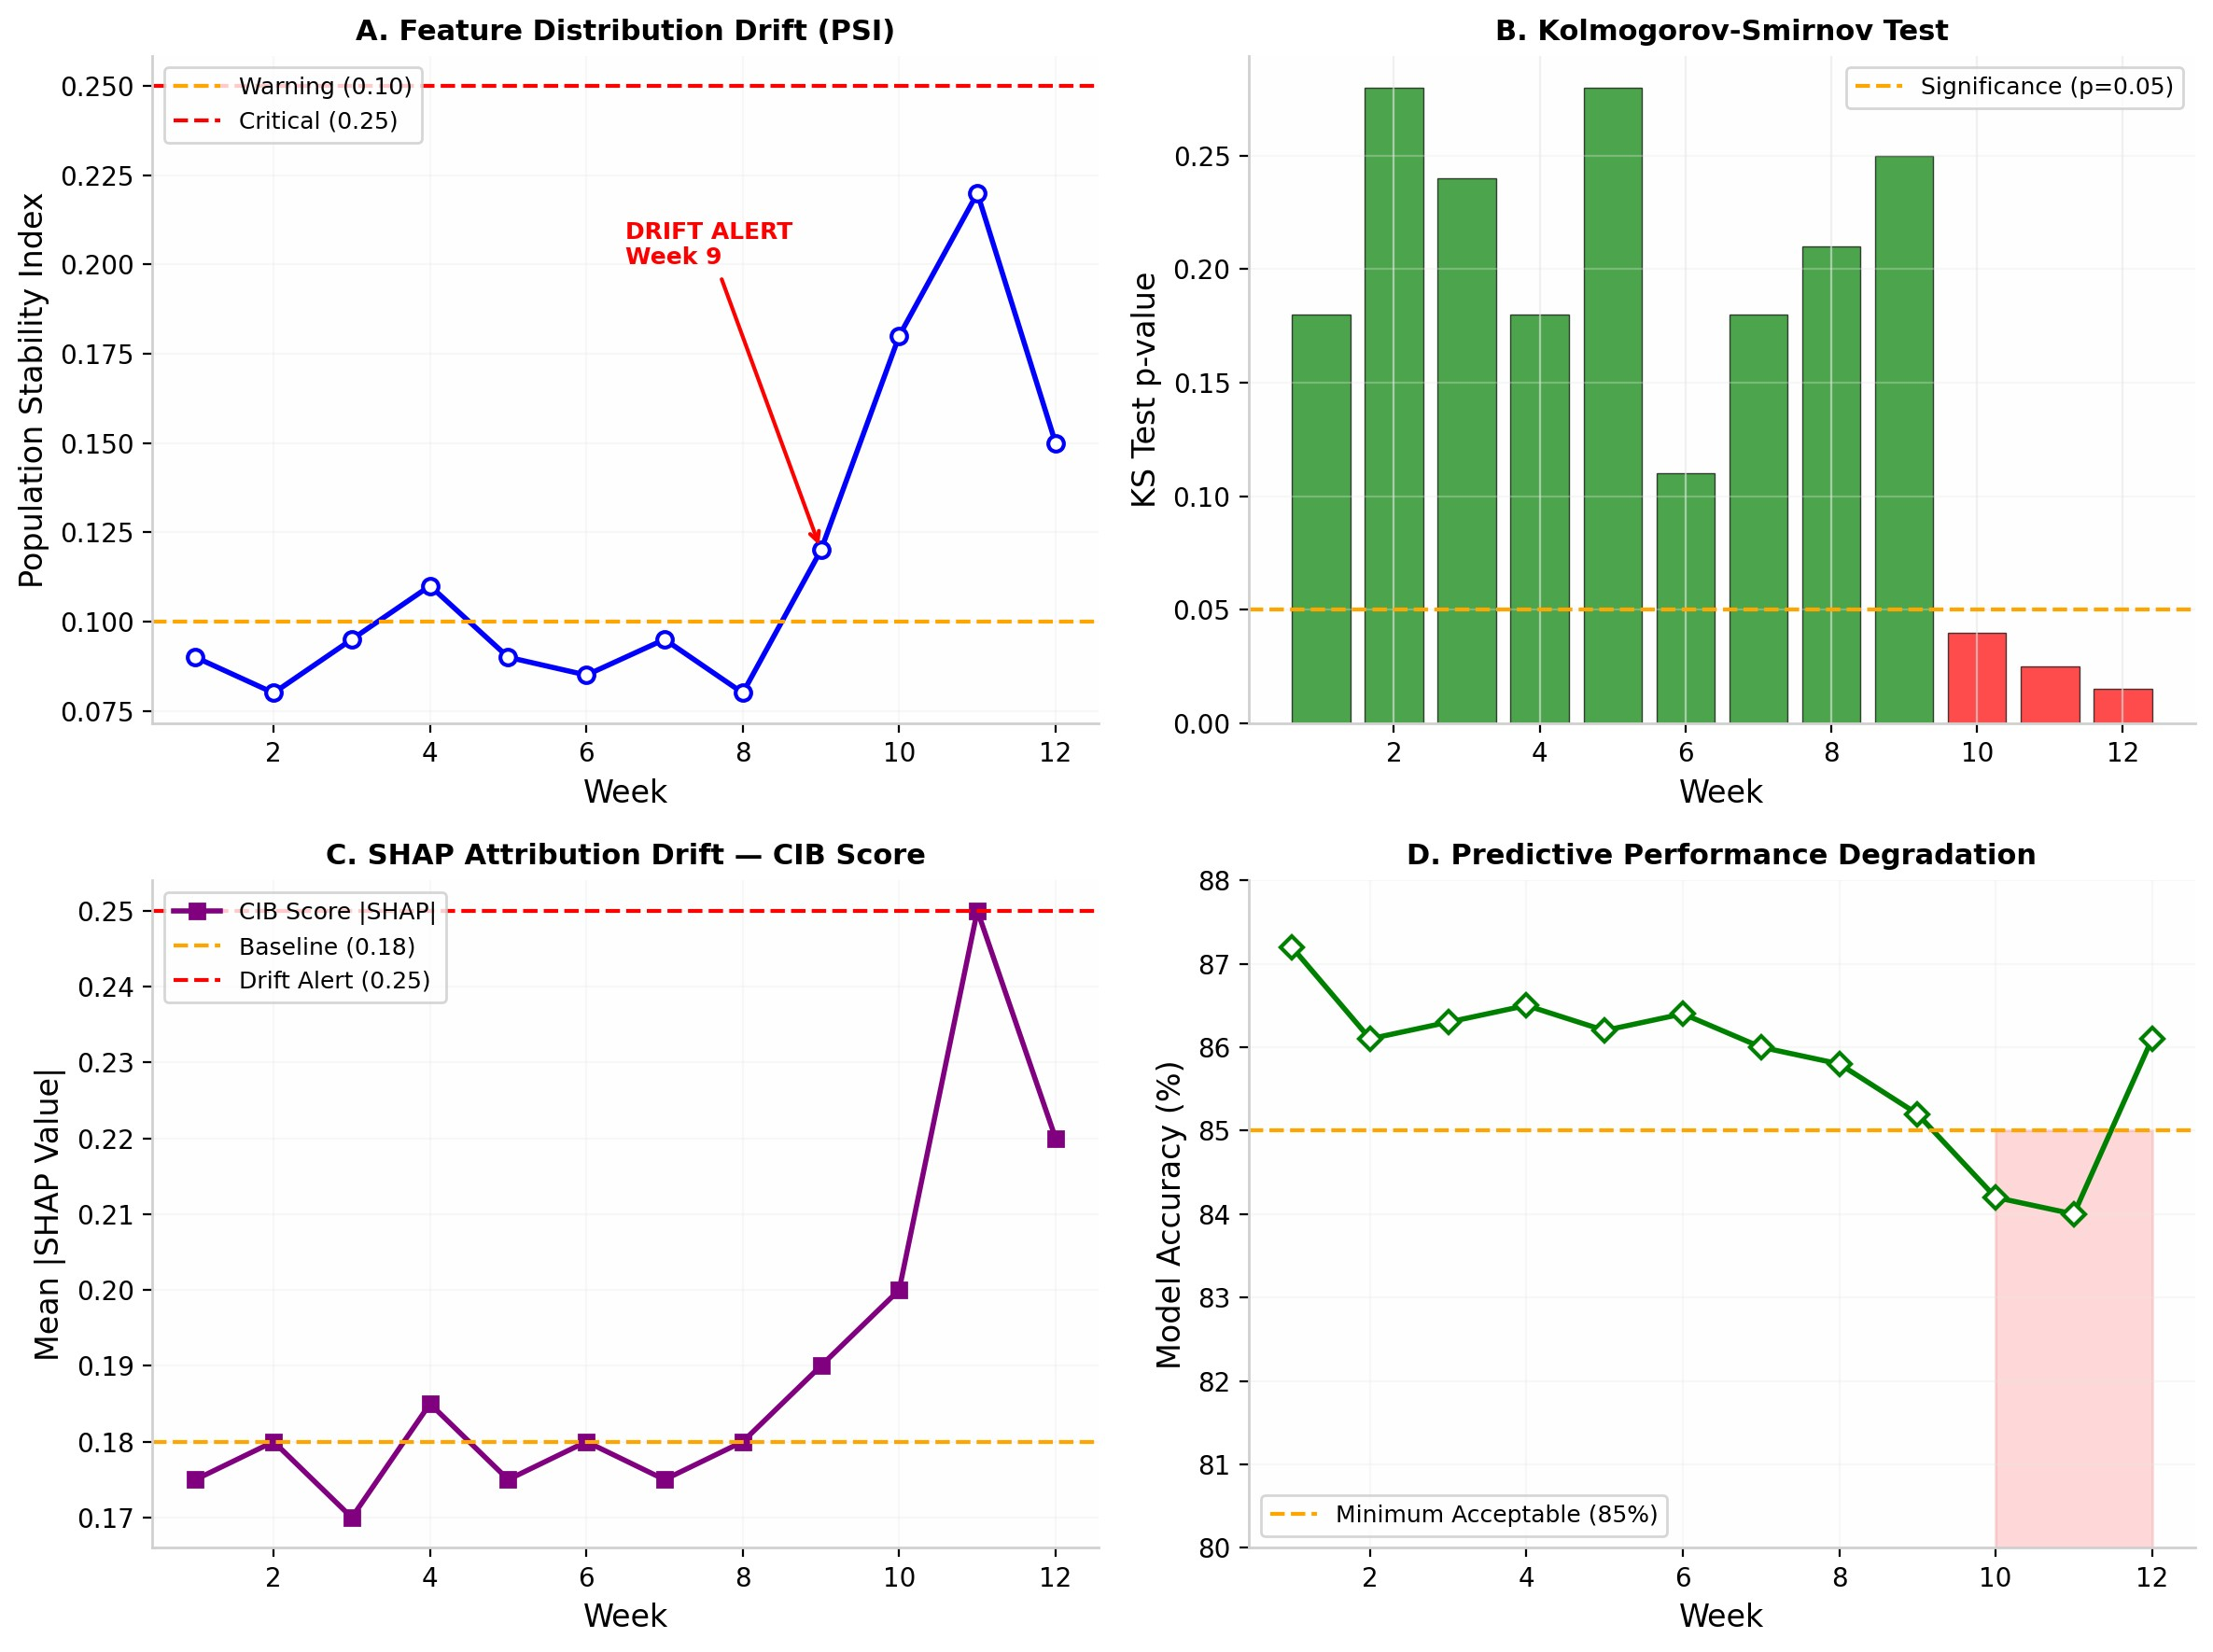 A. Feature Distribution Drift (PSI)
Population Stability Index
0.250
0.225
0.200
0.175
0.150
0.125
0.100
0.075
Warning (0.10)
Critical (0.25)
DRIFT ALERT
Week 9
2 4 6 8 10 12
Week
B. Kolmogorov-Smirnov Test
KS Test p-value
0.25
0.20
0.15
0.10
0.05
0.00
Significance (p=0.05)
2 4 6 8 10 12
Week
C. SHAP Attribution Drift — CIB Score
Mean |SHAP Value|
0.25
0.24
0.23
0.22
0.21
0.20
0.19
0.18
0.17
CIB Score |SHAP|
Baseline (0.18)
Drift Alert (0.25)
2 4 6 8 10 12
Week
D. Predictive Performance Degradation
Model Accuracy (%)
88
87
86
85
84
83
82
81
80
Minimum Acceptable (85%)
2 4 6 8 10 12
Week